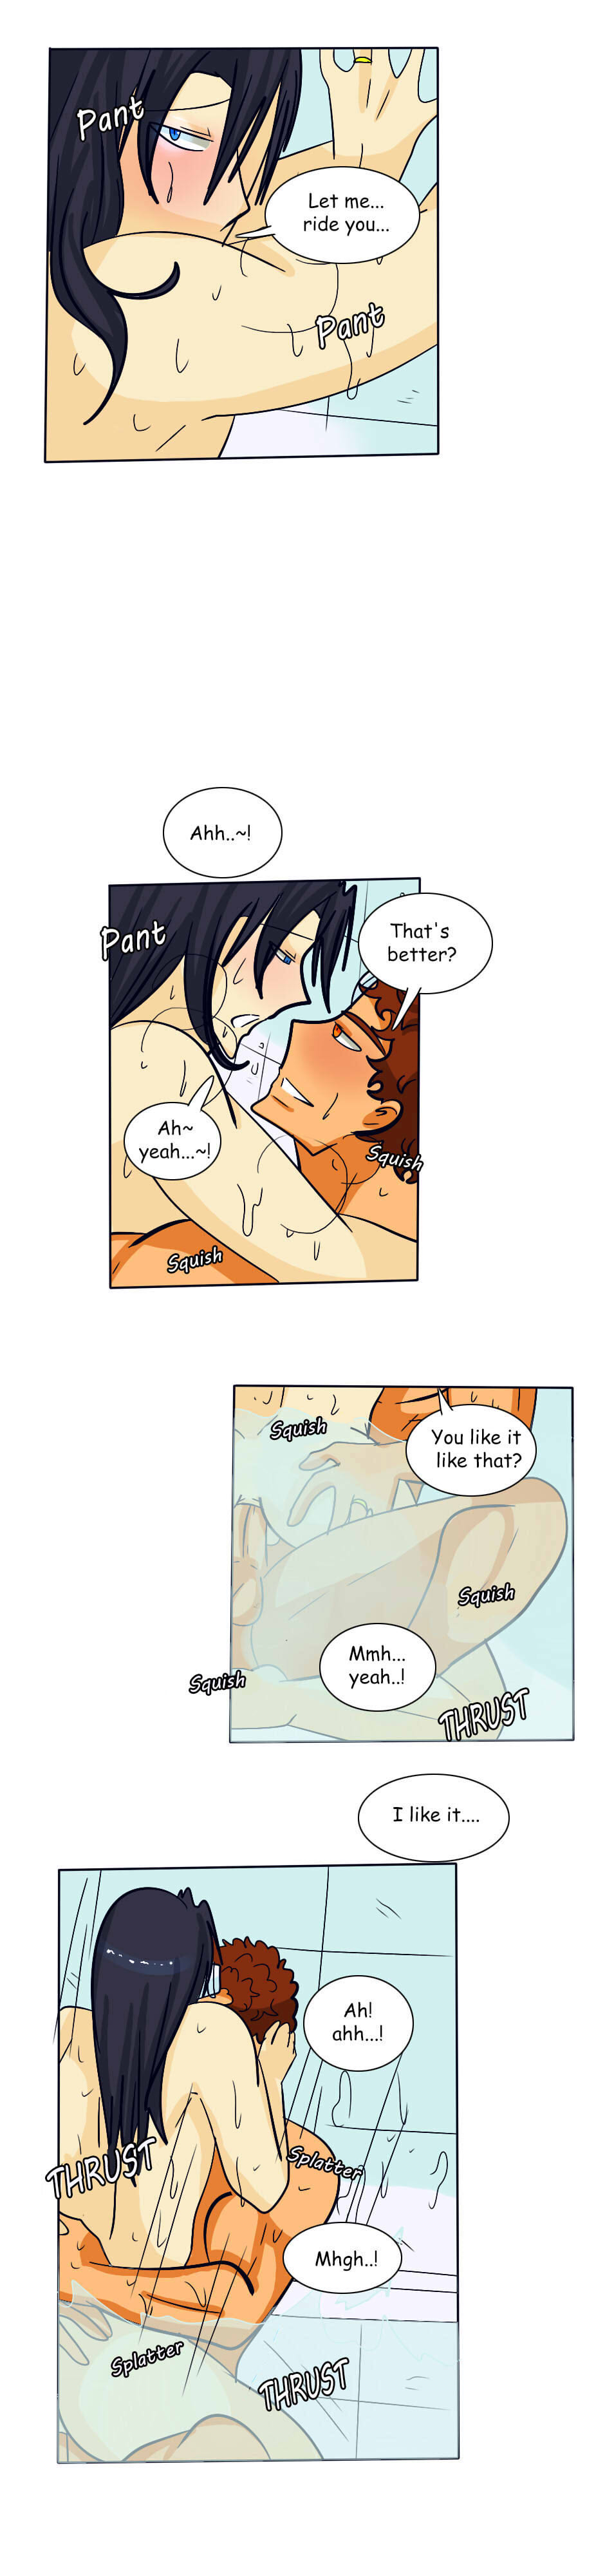 Pant
Let me...
ride you...
Pant
Ahh..~!
That's
better?
Pant
Ah~
yeah...~!
Squish
Squish
You like it
like that?
Squish
Squish
Mmh...
yeah..!
Squish
THRUST
I like it....
Ah!
ahh...!
THRUST
Splatter
Mhgh..!
Splatter
THRUST